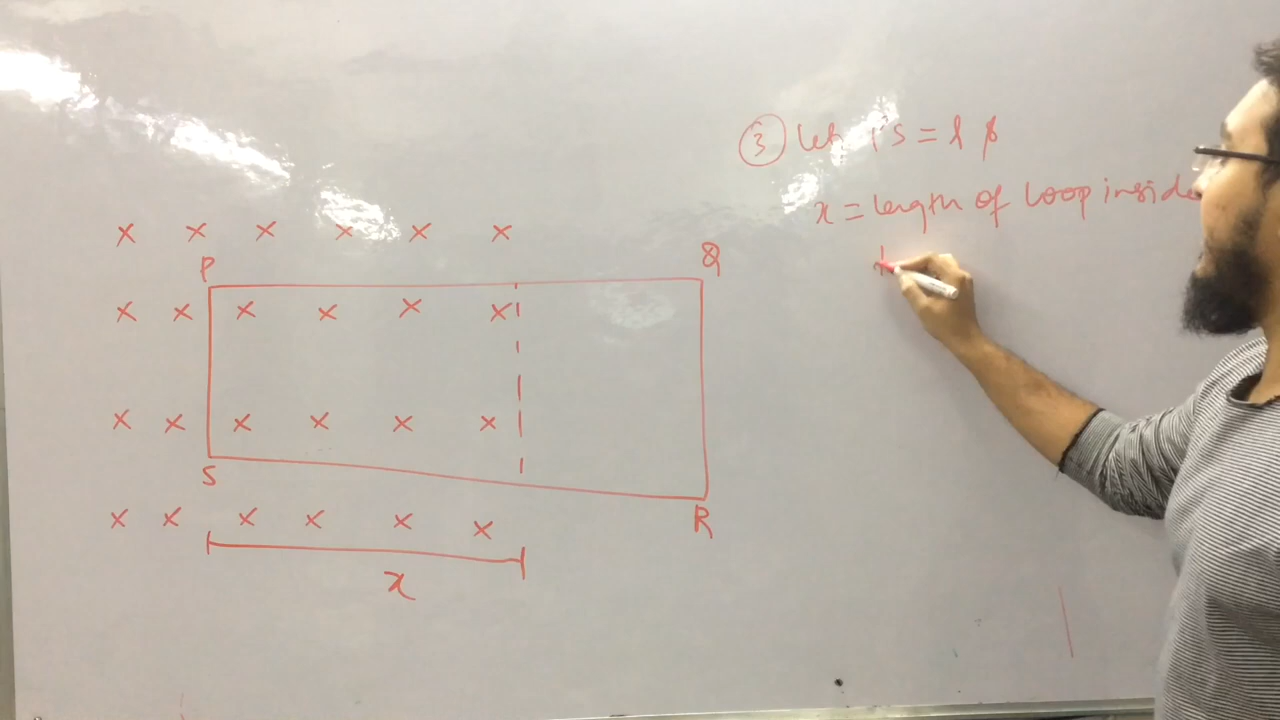 ③ Let PS = l &
x = length of loop inside
× × × × × ×
P Q
× × × × × ×
× × × × × ×
S R
× × × × × ×
x